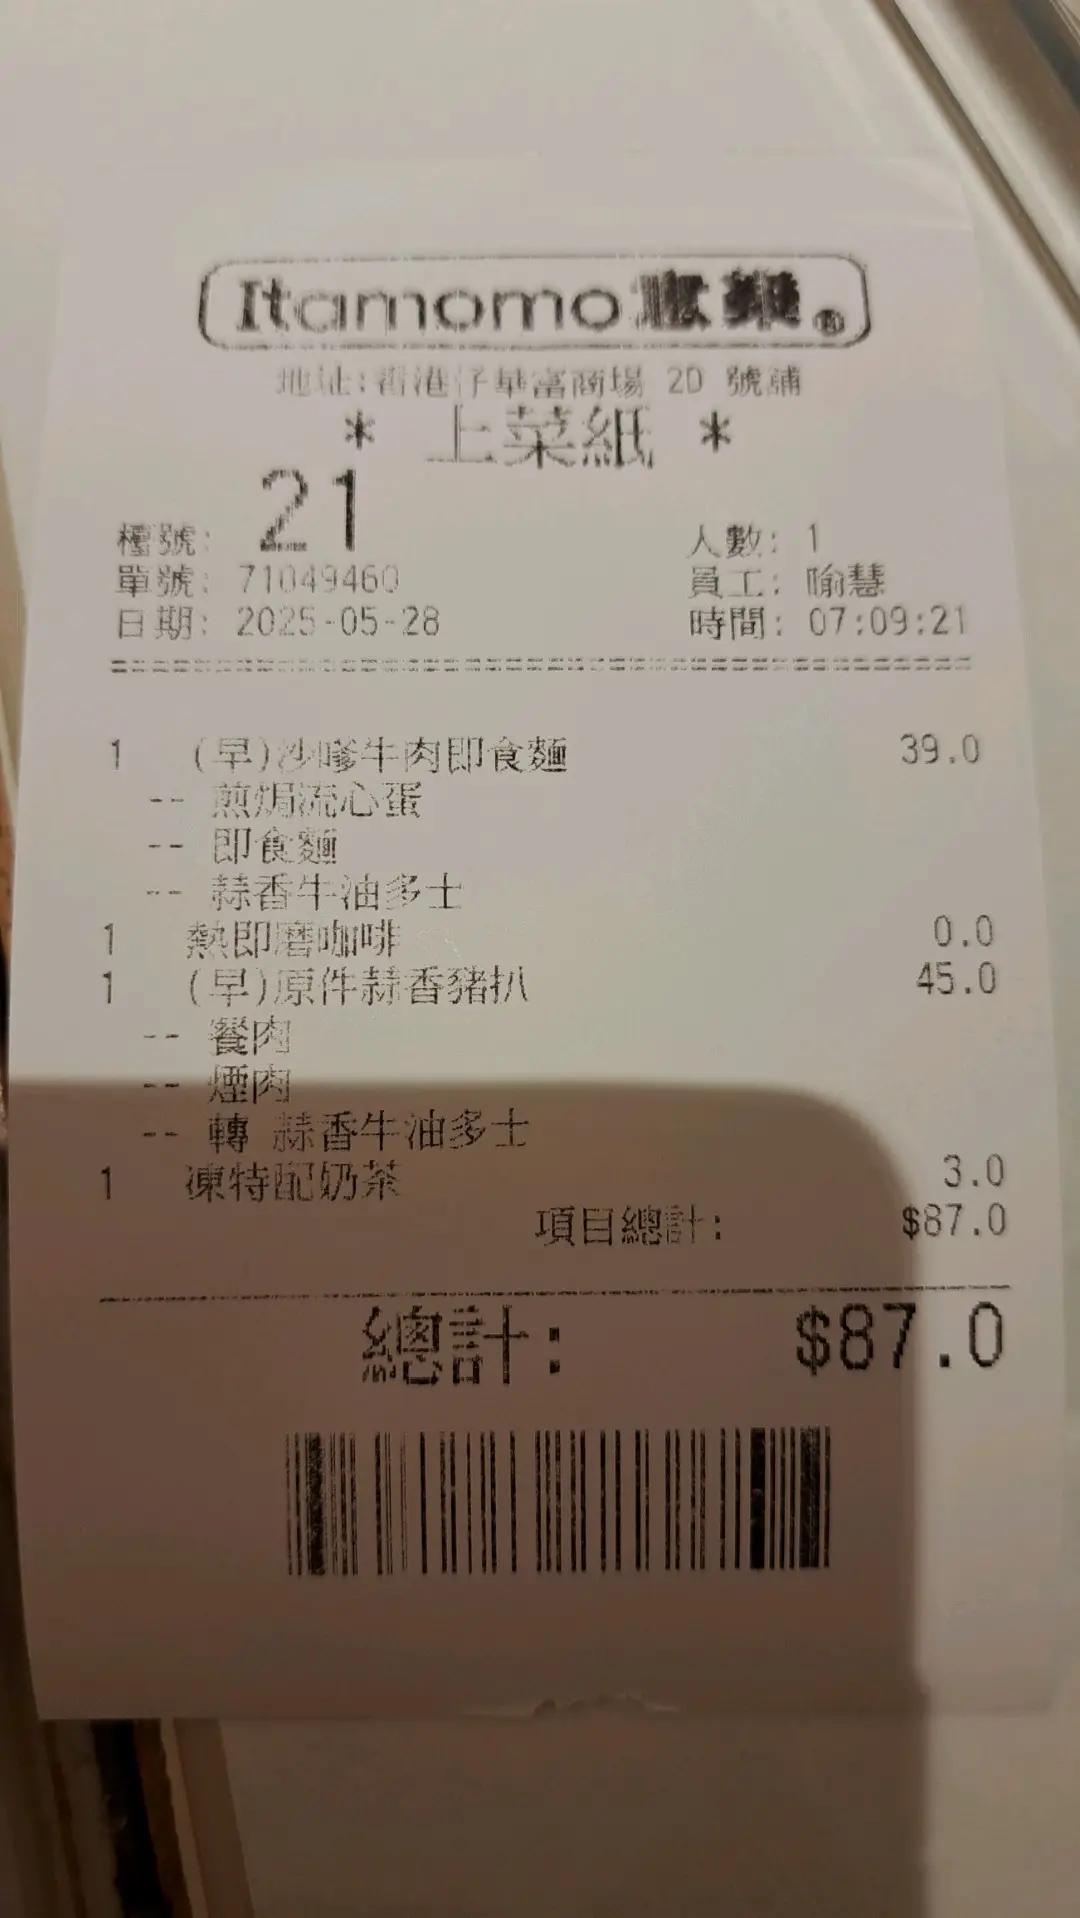 Itamomo
地址:香港仔華富商場 2D 號舖
* 上菜紙 *
檯號: 21 人數: 1
單號: 71049460 員工: 喻慧
日期: 2025-05-28 時間: 07:09:21
1 (早)沙嗲牛肉即食麵 39.0
-- 煎焗流心蛋
-- 即食麵
-- 蒜香牛油多士
1 熱即磨咖啡 0.0
1 (早)原件蒜香豬扒 45.0
-- 餐肉
-- 煙肉
-- 轉 蒜香牛油多士
1 凍特配奶茶 3.0
項目總計: $87.0
總計: $87.0